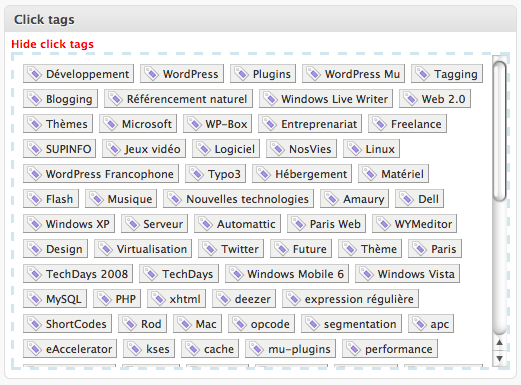 Click tags
Hide click tags
Développement WordPress Plugins WordPress Mu Tagging
Blogging Référencement naturel Windows Live Writer Web 2.0
Thèmes Microsoft WP-Box Entreprenariat Freelance
SUPINFO Jeux vidéo Logiciel NosVies Linux
WordPress Francophone Typo3 Hébergement Matériel
Flash Musique Nouvelles technologies Amaury Dell
Windows XP Serveur Automattic Paris Web WYMeditor
Design Virtualisation Twitter Future Thème Paris
TechDays 2008 TechDays Windows Mobile 6 Windows Vista
MySQL PHP xhtml deezer expression régulière
ShortCodes Rod Mac opcode segmentation apc
eAccelerator kses cache mu-plugins performance